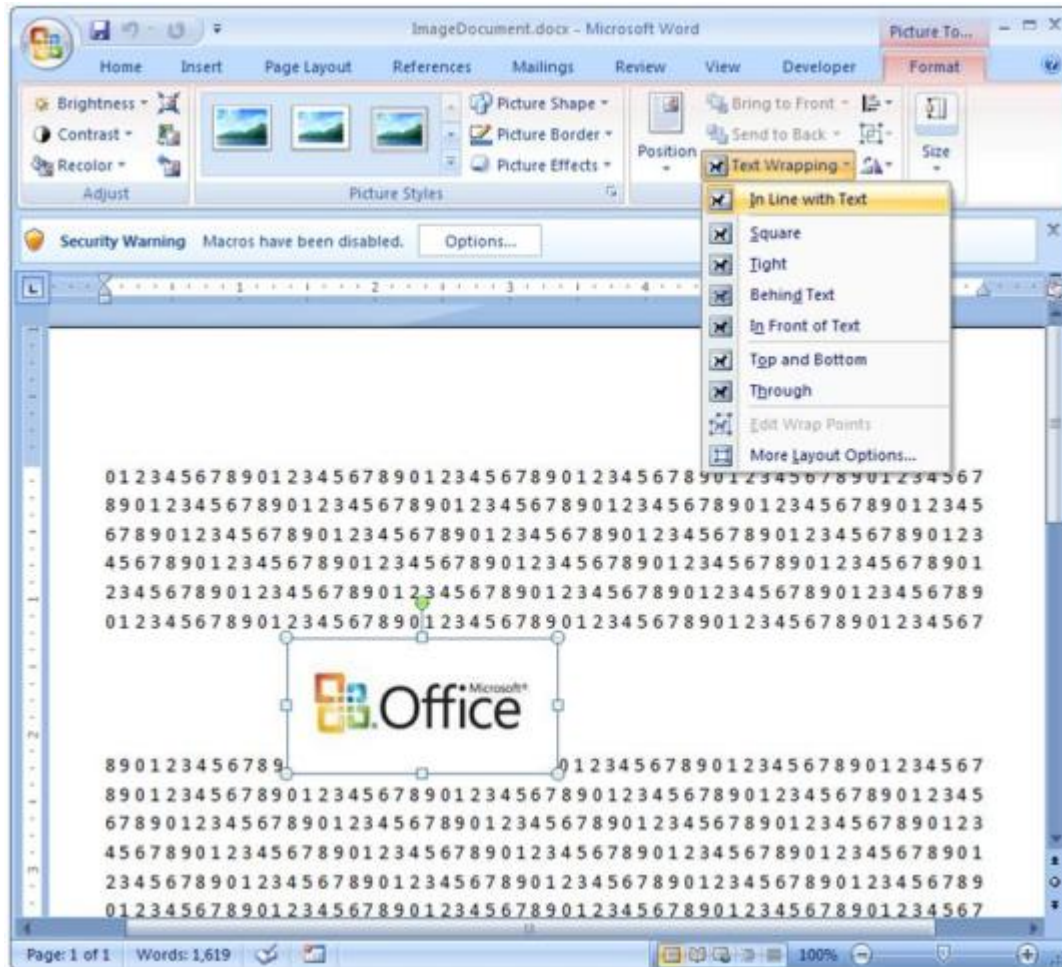 ImageDocument.docx - Microsoft Word
Picture To...
Home Insert Page Layout References Mailings Review View Developer Format
Brightness
Contrast
Recolor
Adjust
Picture Shape
Picture Border
Picture Effects
Picture Styles
Position
Bring to Front
Send to Back
Text Wrapping
Size
In Line with Text
Square
Tight
Behind Text
In Front of Text
Top and Bottom
Through
Edit Wrap Points
More Layout Options...
Security Warning Macros have been disabled. Options...
0123456789012345678901234567890123456789012345678901234567
8901234567890123456789012345678901234567890123456789012345
6789012345678901234567890123456789012345678901234567890123
4567890123456789012345678901234567890123456789012345678901
2345678901234567890123456789012345678901234567890123456789
0123456789012345678901234567890123456789012345678901234567
Microsoft®
Office
890123456789 0123456789012345678901234567
8901234567890123456789012345678901234567890123456789012345
6789012345678901234567890123456789012345678901234567890123
4567890123456789012345678901234567890123456789012345678901
2345678901234567890123456789012345678901234567890123456789
0123456789012345678901234567890123456789012345678901234567
Page: 1 of 1 Words: 1,619 100%